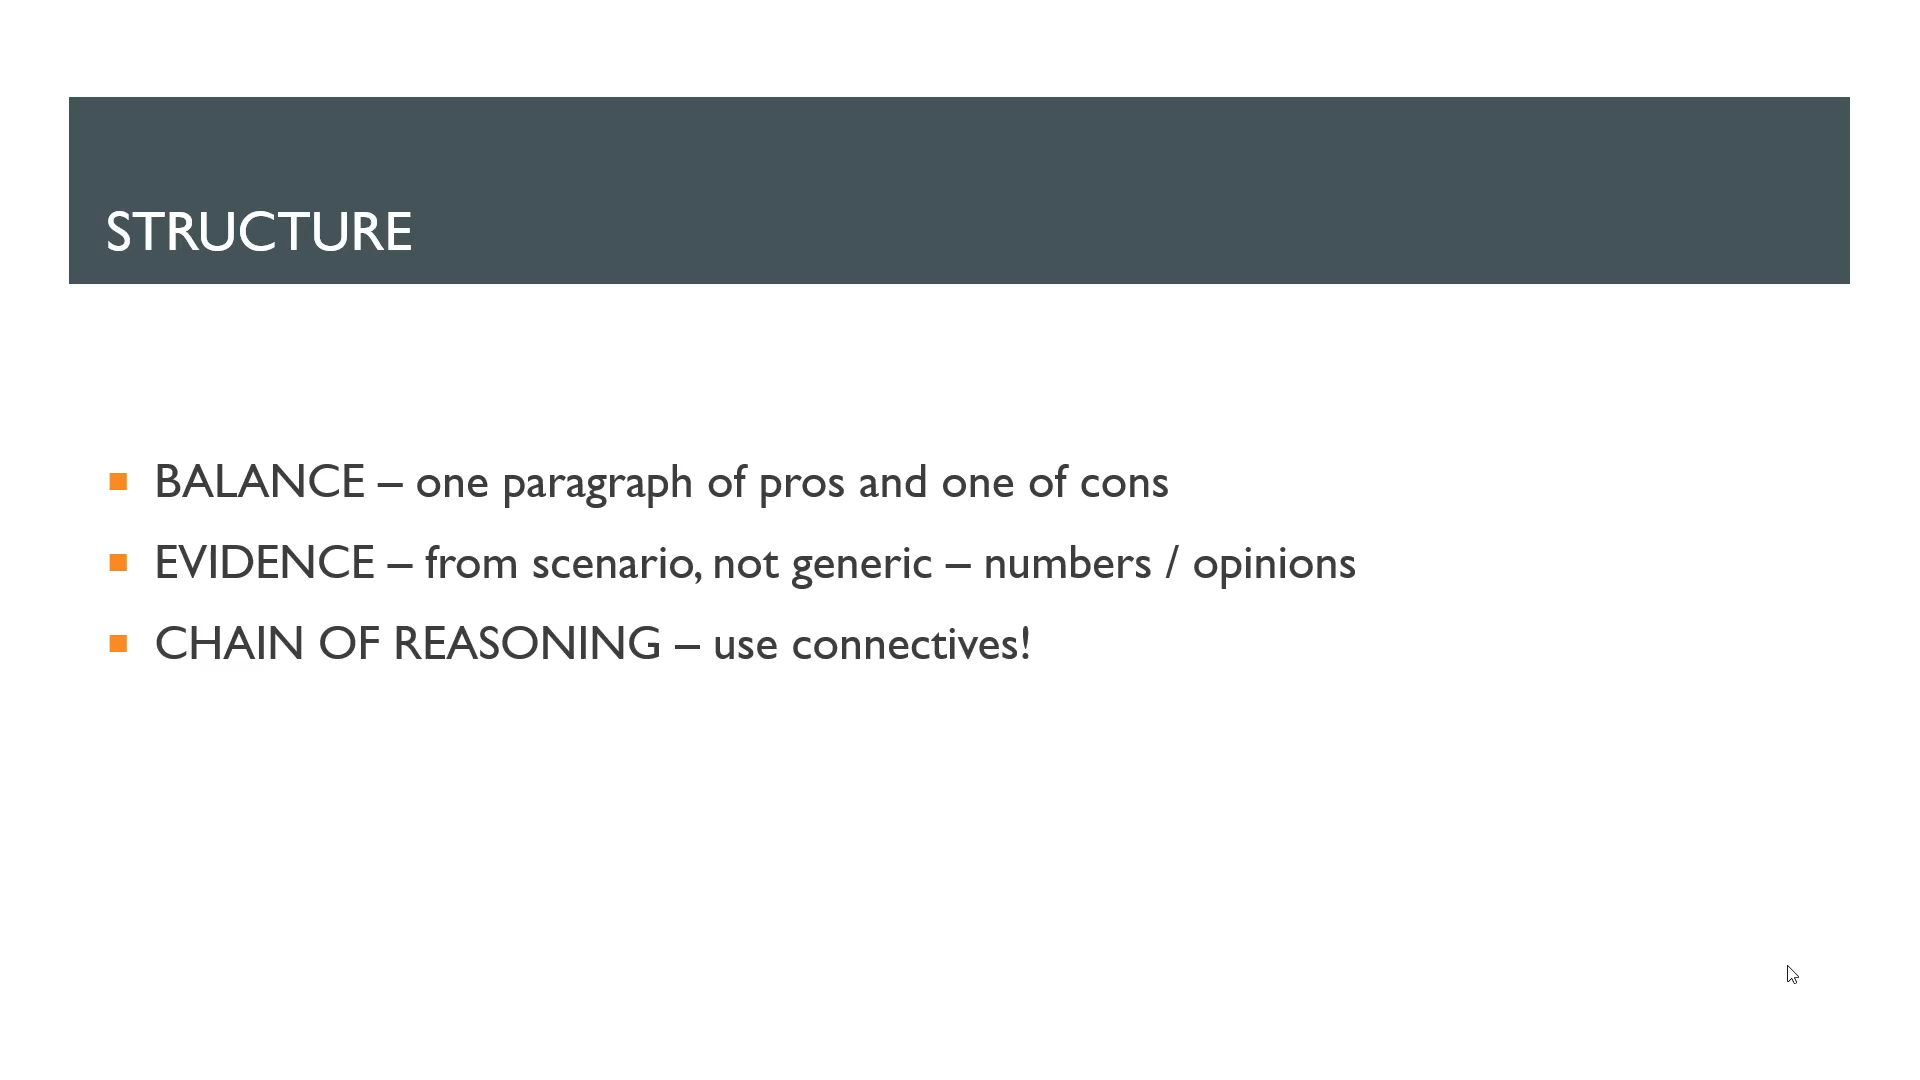 STRUCTURE
BALANCE – one paragraph of pros and one of cons
EVIDENCE – from scenario, not generic – numbers / opinions
CHAIN OF REASONING – use connectives!